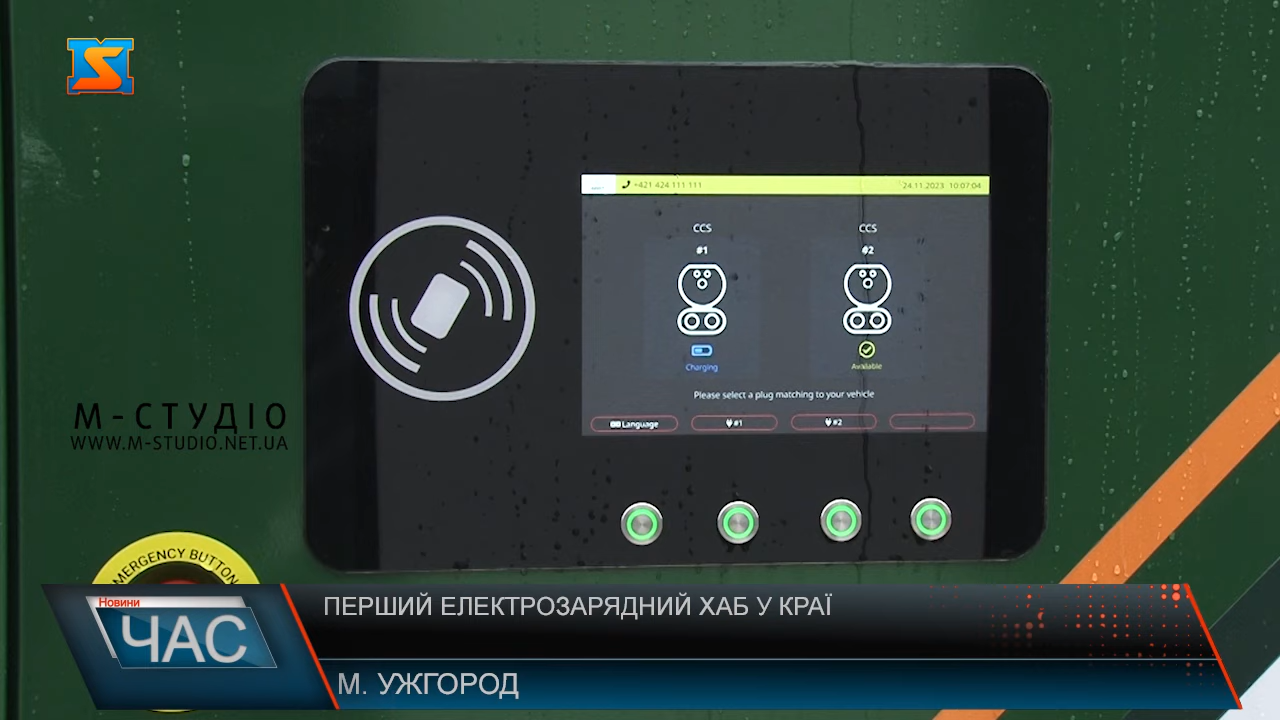 +421 424 111 111
24.11.2023 10:07:04
CCS
#1
CCS
#2
Charging
Available
Please select a plug matching to your vehicle
Language
#1
#2
М-СТУДІО
WWW.M-STUDIO.NET.UA
EMERGENCY BUTTON
Новини
ЧАС
ПЕРШИЙ ЕЛЕКТРОЗАРЯДНИЙ ХАБ У КРАЇ
М. УЖГОРОД